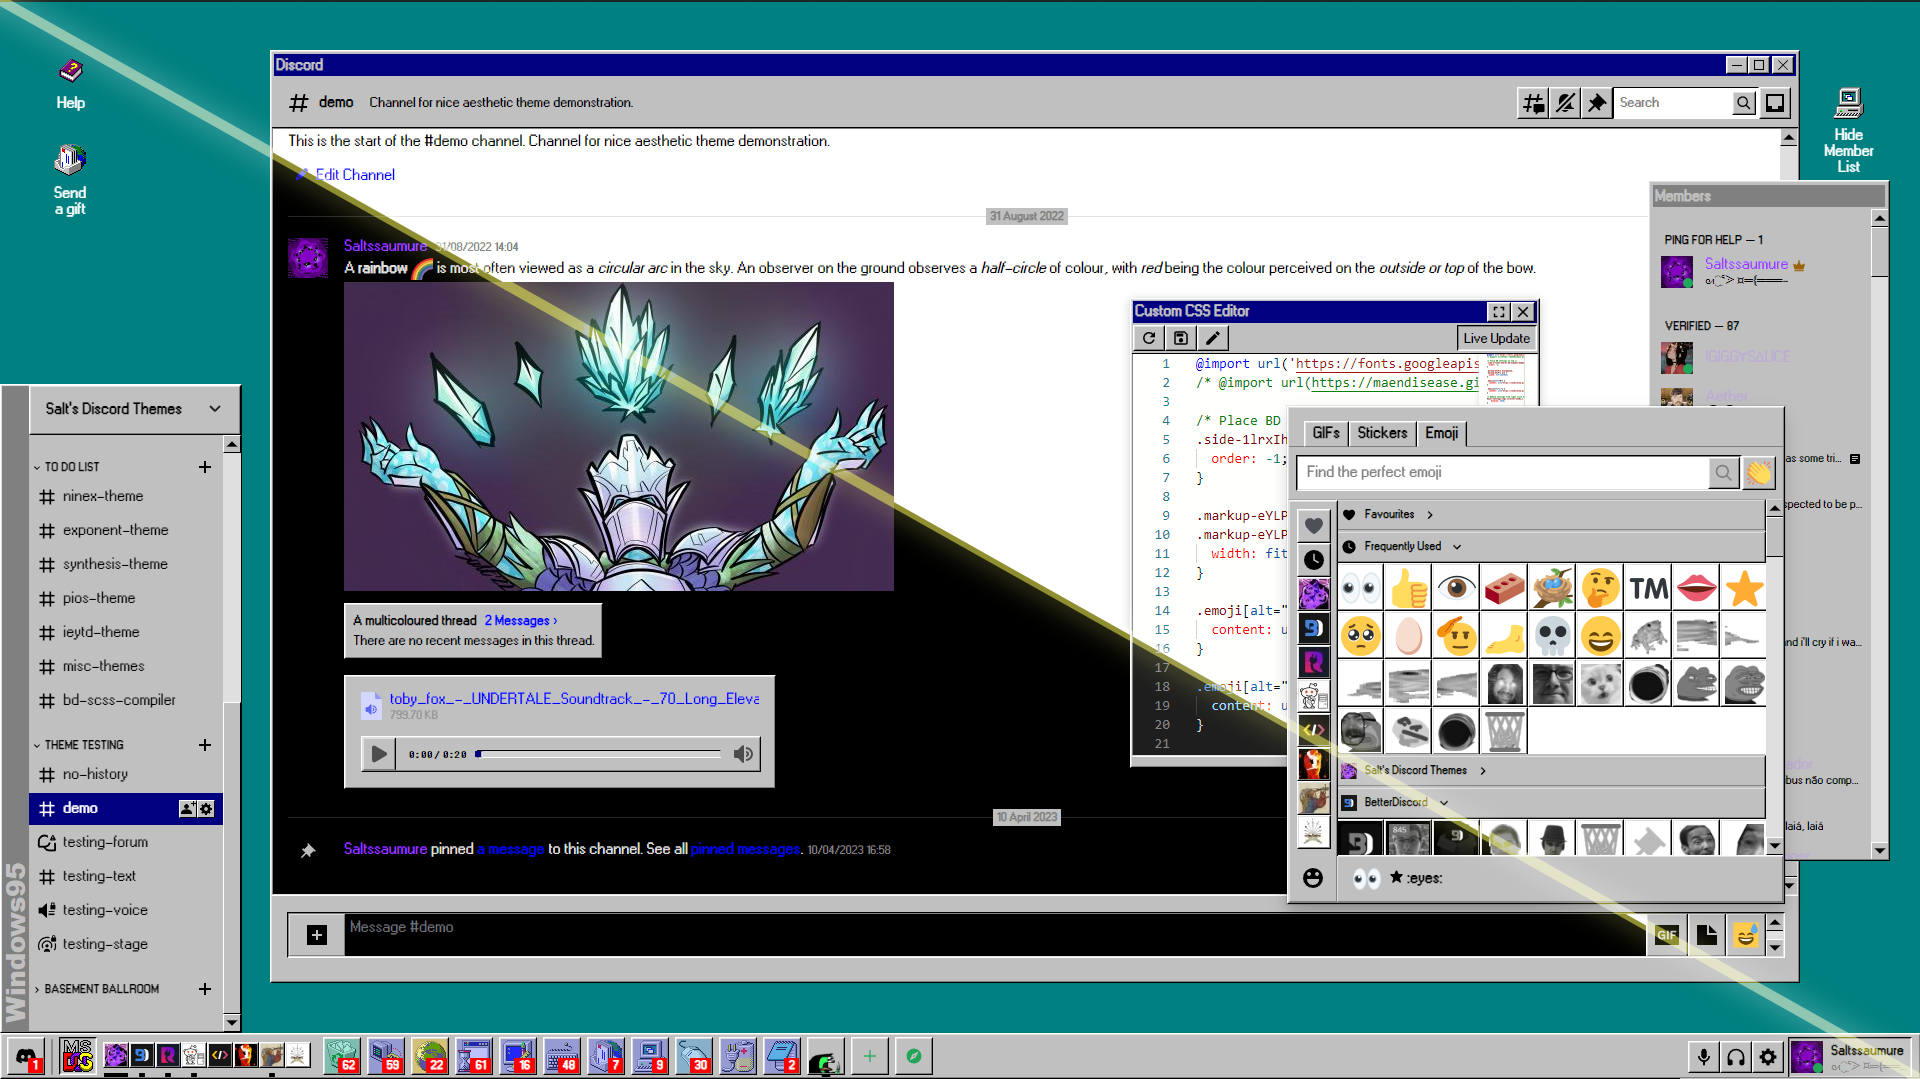 Help
Send
a gift
Discord
demo
Channel for nice aesthetic theme demonstration.
Search
Hide
Member
List
This is the start of the #demo channel. Channel for nice aesthetic theme demonstration.
Edit Channel
31 August 2022
Saltssaumure 31/08/2022 14:04
A rainbow 🌈 is most often viewed as a circular arc in the sky. An observer on the ground observes a half-circle of colour, with red being the colour perceived on the outside or top of the bow.
A multicoloured thread 2 Messages ›
There are no recent messages in this thread.
toby_fox_-_UNDERTALE_Soundtrack_-_70_Long_Eleva
799.70 KB
0:00/0:20
10 April 2023
Saltssaumure pinned a message to this channel. See all pinned messages. 10/04/2023 16:58
Message #demo
GIF
Members
PING FOR HELP — 1
Saltssaumure
VERIFIED — 87
IGIGGYSAUCE
Aether
as some tri...
spected to be p...
nd i'll cry if i wa...
ador
bus não comp...
laiá, laiá
Custom CSS Editor
Live Update
1 @import url('https://fonts.googleapis
2 /* @import url(https://maendisease.gi
3
4 /* Place BD
5 .side-1lrxIh
6 order: -1;
7 }
8
9 .markup-eYLP
10 .markup-eYLP
11 width: fit
12 }
13
14 .emoji[alt="
15 content: u
16 }
17
18 .emoji[alt="
19 content: u
20 }
21
GIFs
Stickers
Emoji
Find the perfect emoji
Favourites
Frequently Used
TM
Salt's Discord Themes
BetterDiscord
845
:eyes:
Windows95
Salt's Discord Themes
TO DO LIST
ninex-theme
exponent-theme
synthesis-theme
pios-theme
ieytd-theme
misc-themes
bd-scss-compiler
THEME TESTING
no-history
demo
testing-forum
testing-text
testing-voice
testing-stage
BASEMENT BALLROOM
1
MS
DOS
62
59
22
61
16
48
7
9
30
2
Saltssaumure